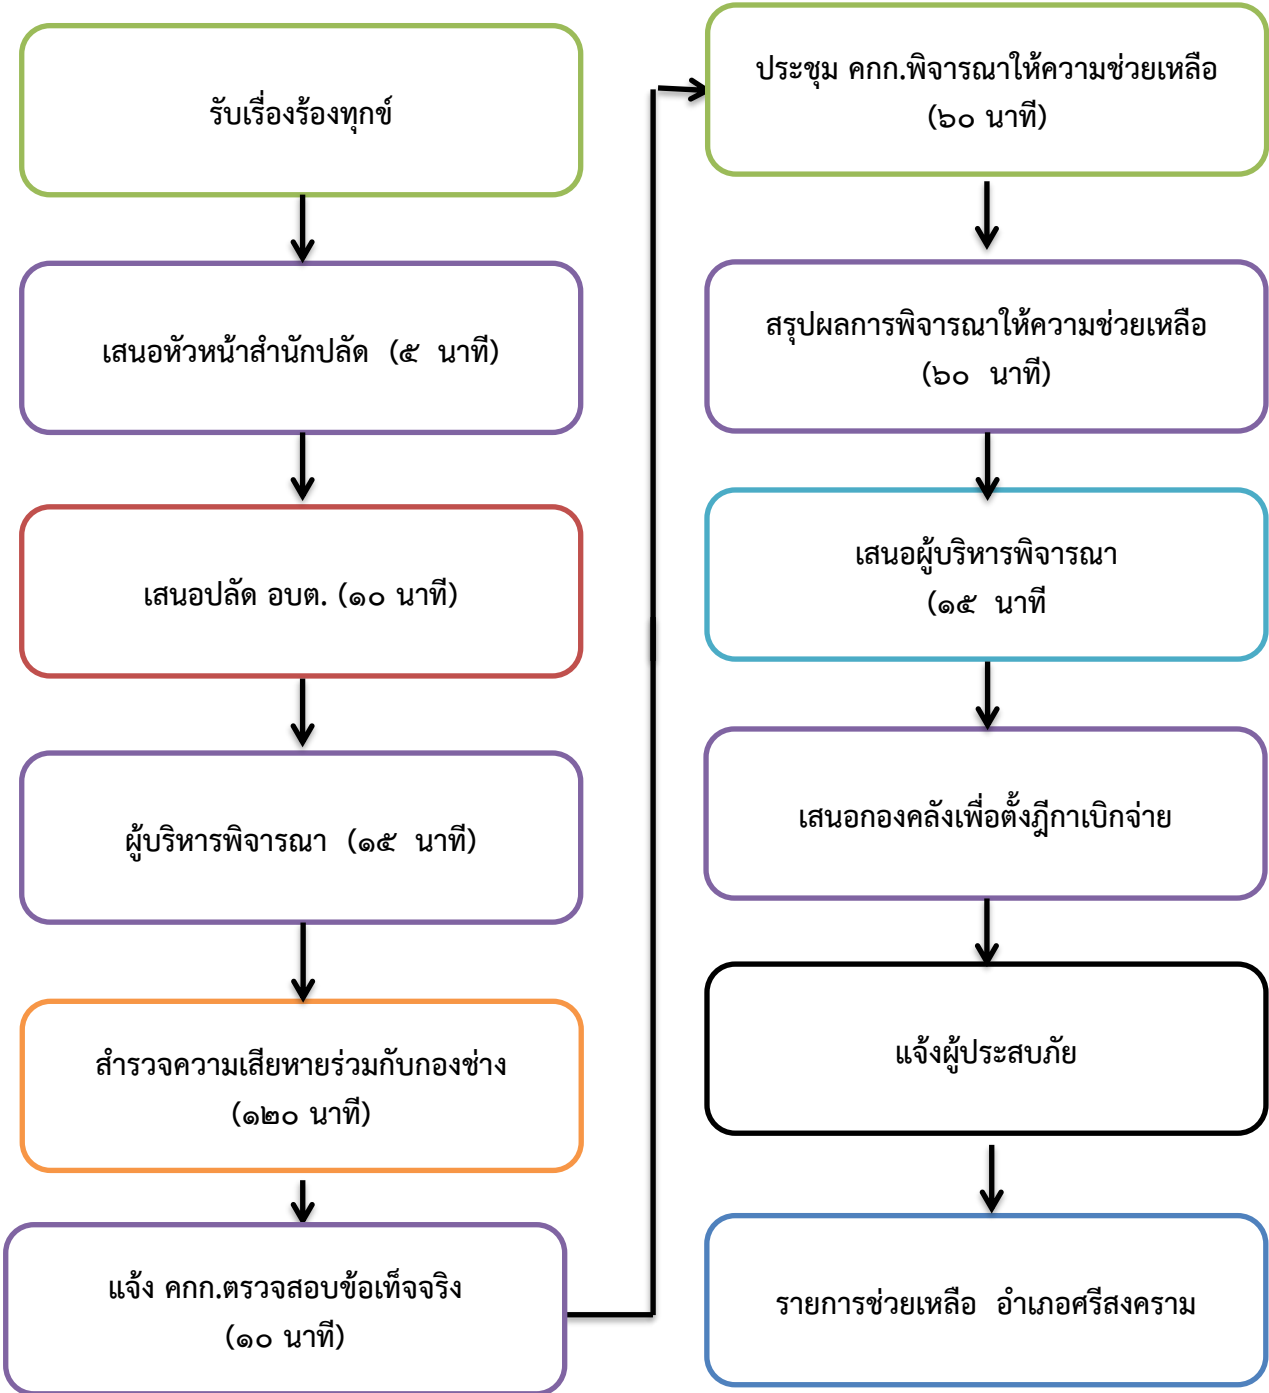 รับเรื่องร้องทุกข์
เสนอหัวหน้าสำนักปลัด (๕ นาที)
เสนอปลัด อบต. (๑๐ นาที)
ผู้บริหารพิจารณา (๑๕ นาที)
สำรวจความเสียหายร่วมกับกองช่าง
(๑๒๐ นาที)
แจ้ง คกก.ตรวจสอบข้อเท็จจริง
(๑๐ นาที)
ประชุม คกก.พิจารณาให้ความช่วยเหลือ
(๖๐ นาที)
สรุปผลการพิจารณาให้ความช่วยเหลือ
(๖๐ นาที)
เสนอผู้บริหารพิจารณา
(๑๕ นาที
เสนอกองคลังเพื่อตั้งฎีกาเบิกจ่าย
แจ้งผู้ประสบภัย
รายการช่วยเหลือ อำเภอศรีสงคราม